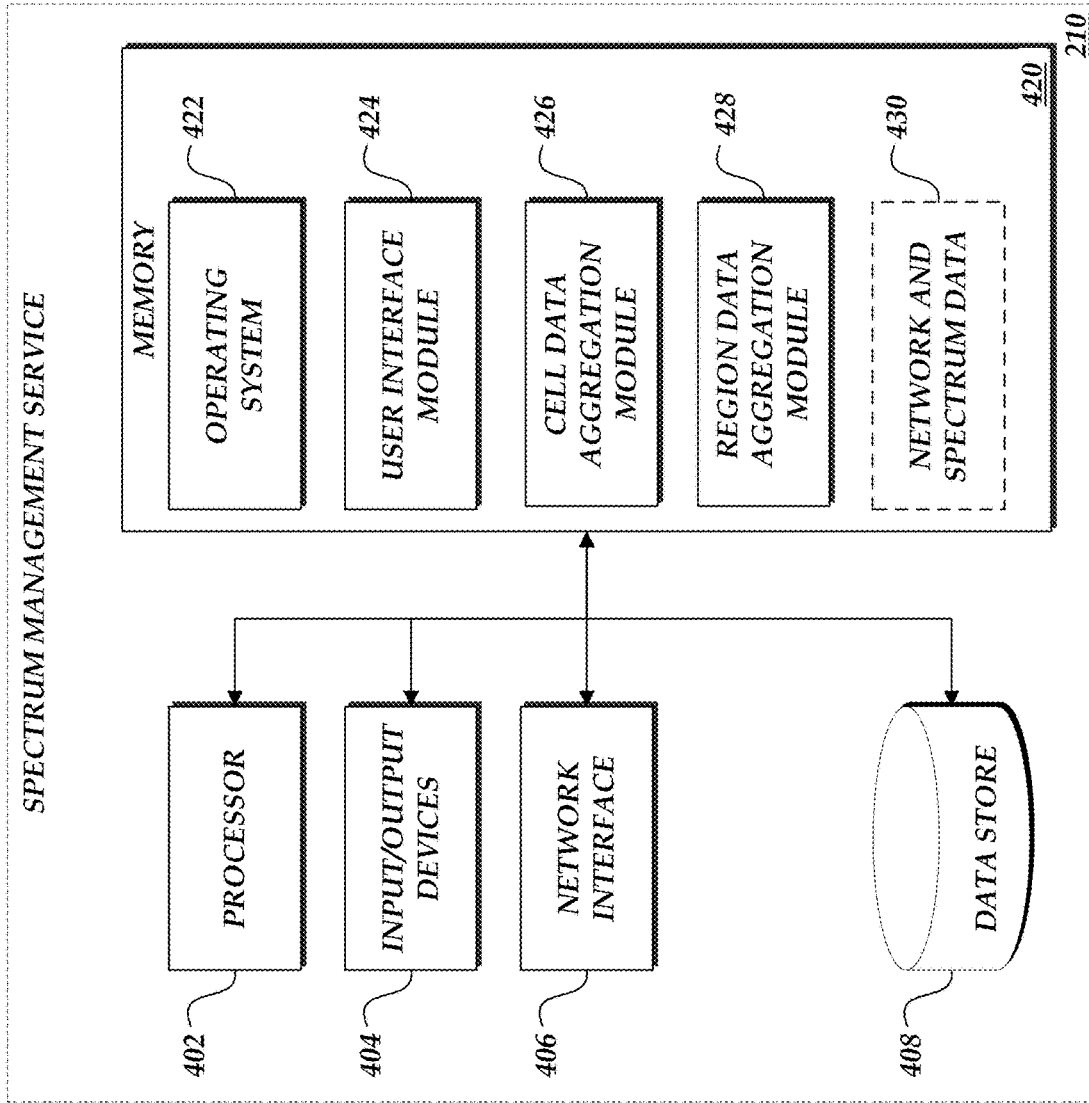 SPECTRUM MANAGEMENT SERVICE
402
PROCESSOR
404
INPUT/OUTPUT
DEVICES
406
NETWORK
INTERFACE
408
DATA STORE
MEMORY
OPERATING
SYSTEM
422
USER INTERFACE
MODULE
424
CELL DATA
AGGREGATION
MODULE
426
REGION DATA
AGGREGATION
MODULE
428
NETWORK AND
SPECTRUM DATA
430
420
210